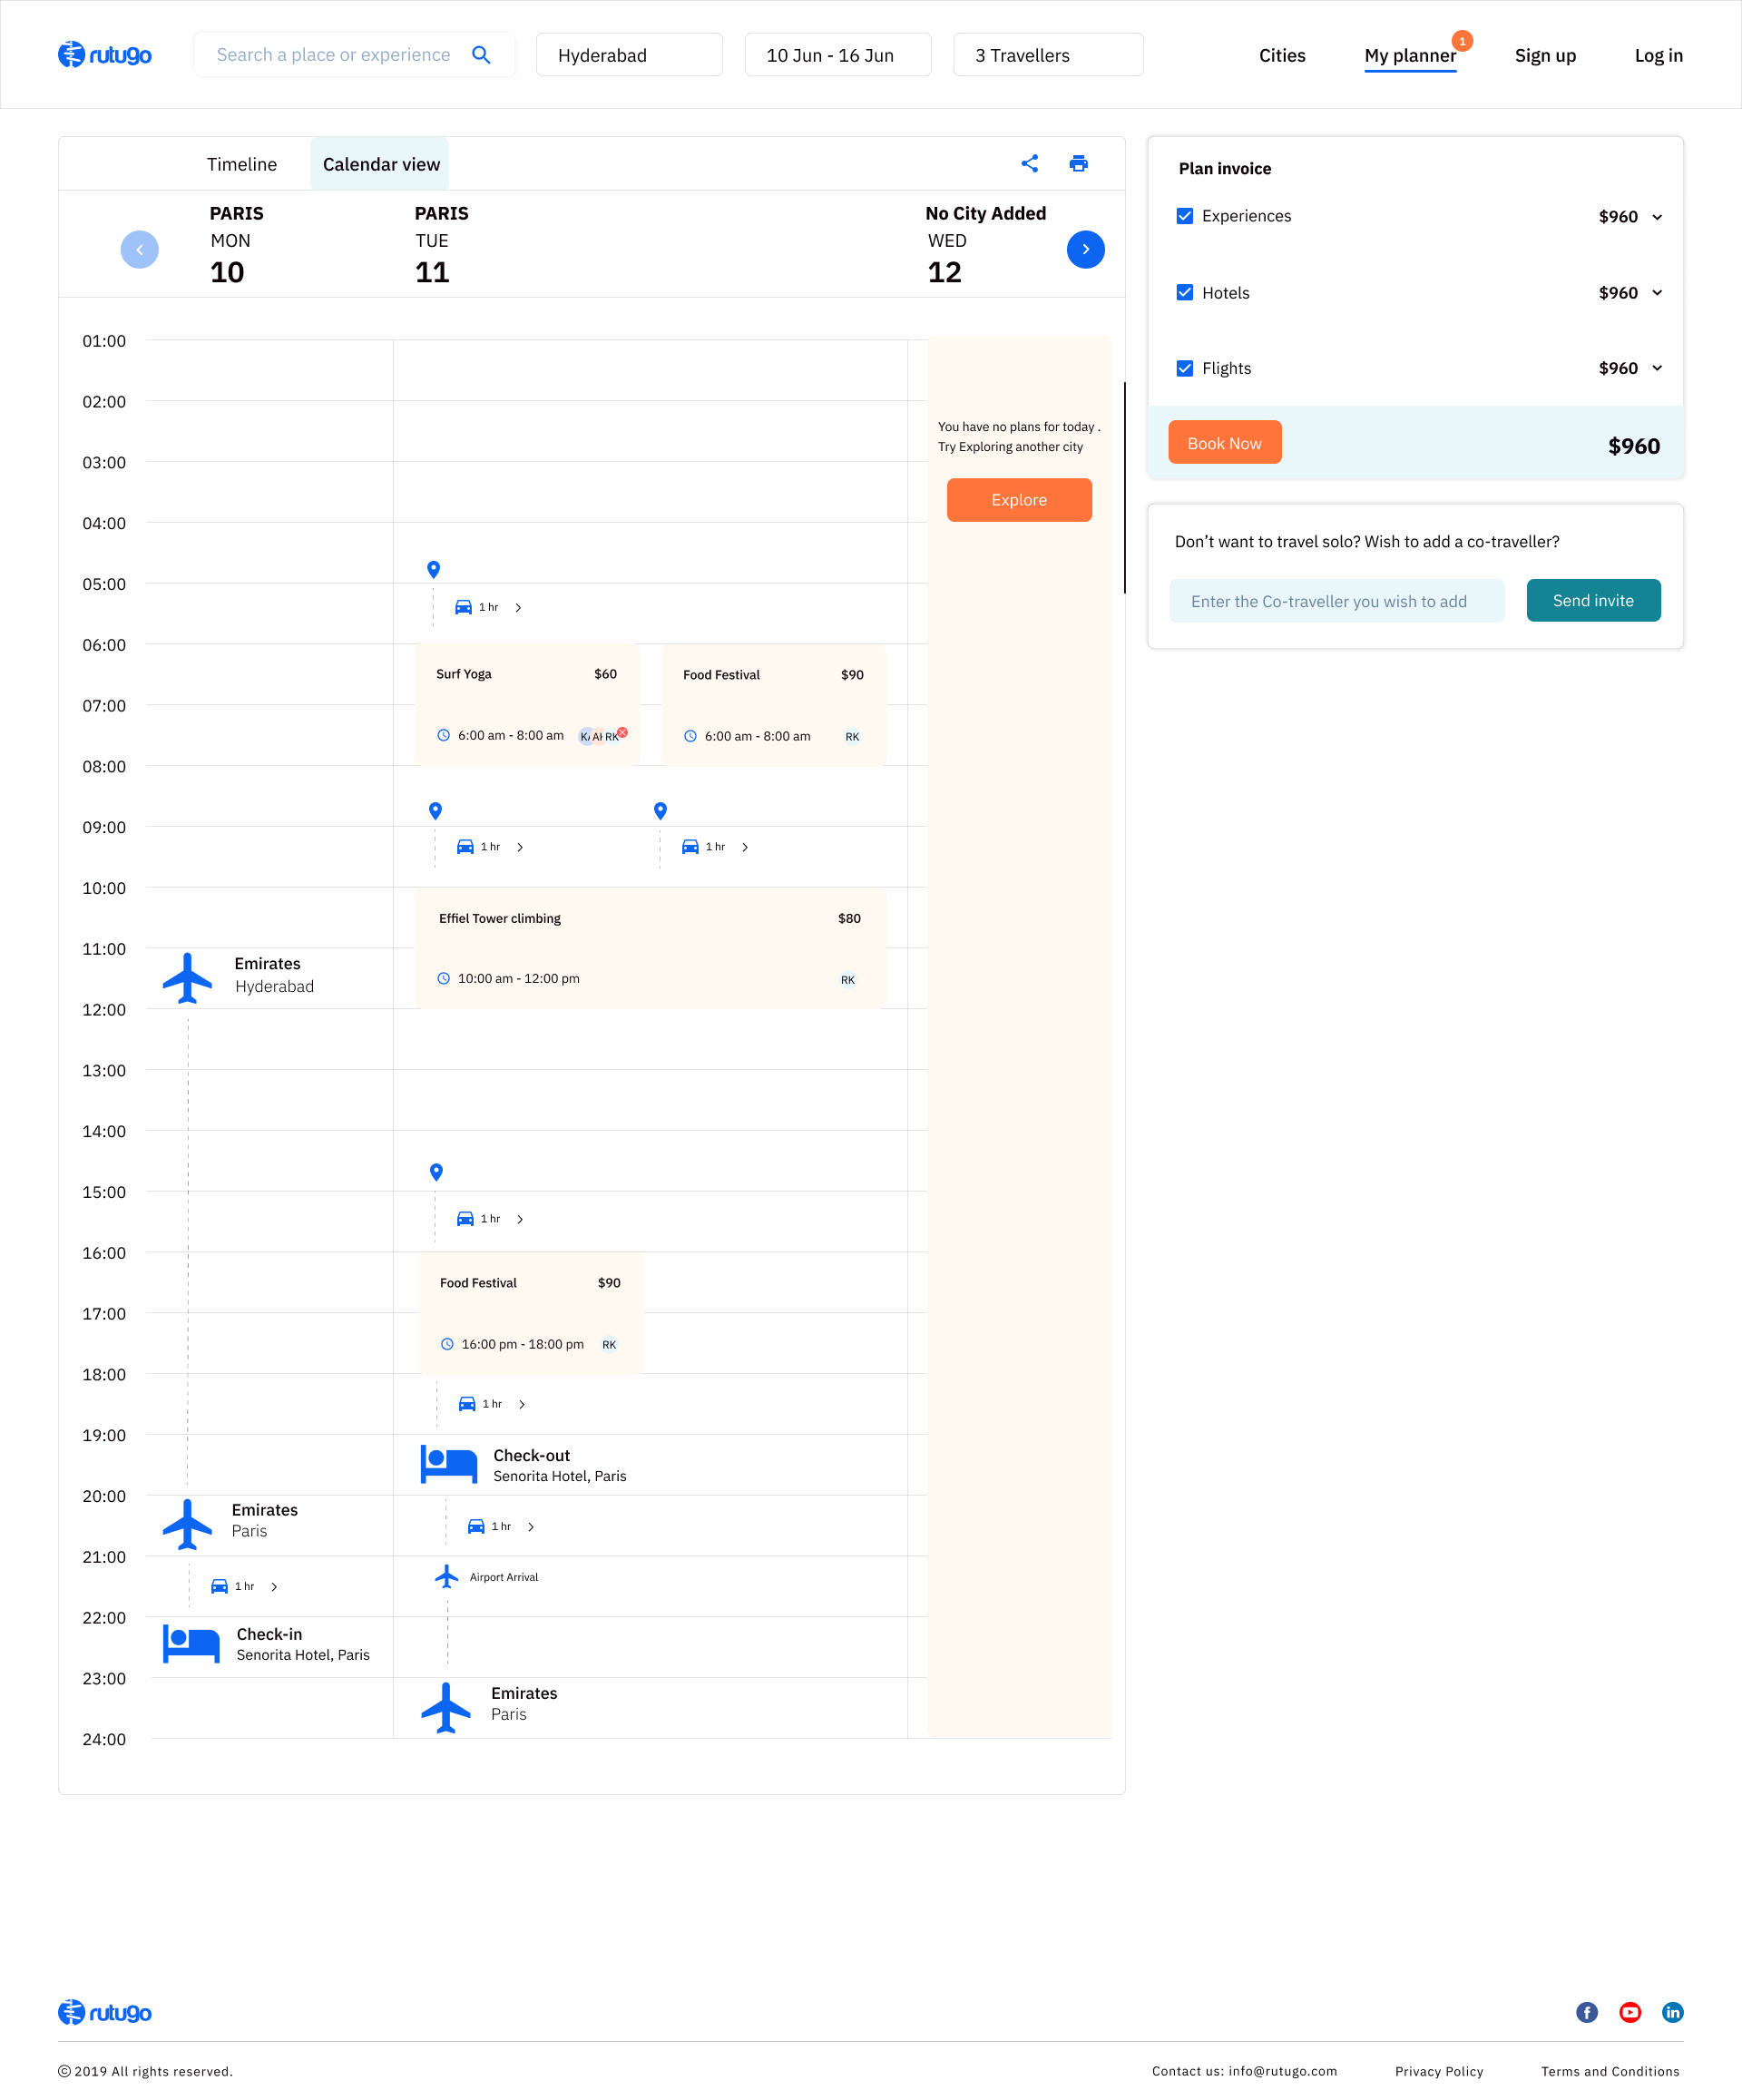 rutugo
Search a place or experience
Hyderabad
10 Jun - 16 Jun
3 Travellers
Cities
My planner
1
Sign up
Log in
Timeline
Calendar view
PARIS
MON
10
PARIS
TUE
11
No City Added
WED
12
01:00
02:00
You have no plans for today .
Try Exploring another city
03:00
Explore
04:00
05:00
1 hr
06:00
Surf Yoga $60
Food Festival $90
07:00
6:00 am - 8:00 am RK
6:00 am - 8:00 am RK
08:00
09:00
1 hr
1 hr
10:00
Effiel Tower climbing $80
11:00
Emirates
Hyderabad
10:00 am - 12:00 pm RK
12:00
13:00
14:00
15:00
1 hr
16:00
Food Festival $90
17:00
16:00 pm - 18:00 pm RK
18:00
1 hr
19:00
Check-out
Senorita Hotel, Paris
20:00
Emirates
Paris
1 hr
21:00
Airport Arrival
1 hr
22:00
Check-in
Senorita Hotel, Paris
23:00
Emirates
Paris
24:00
Plan invoice
Experiences $960
Hotels $960
Flights $960
Book Now $960
Don’t want to travel solo? Wish to add a co-traveller?
Enter the Co-traveller you wish to add
Send invite
rutugo
© 2019 All rights reserved.
Contact us: info@rutugo.com
Privacy Policy
Terms and Conditions